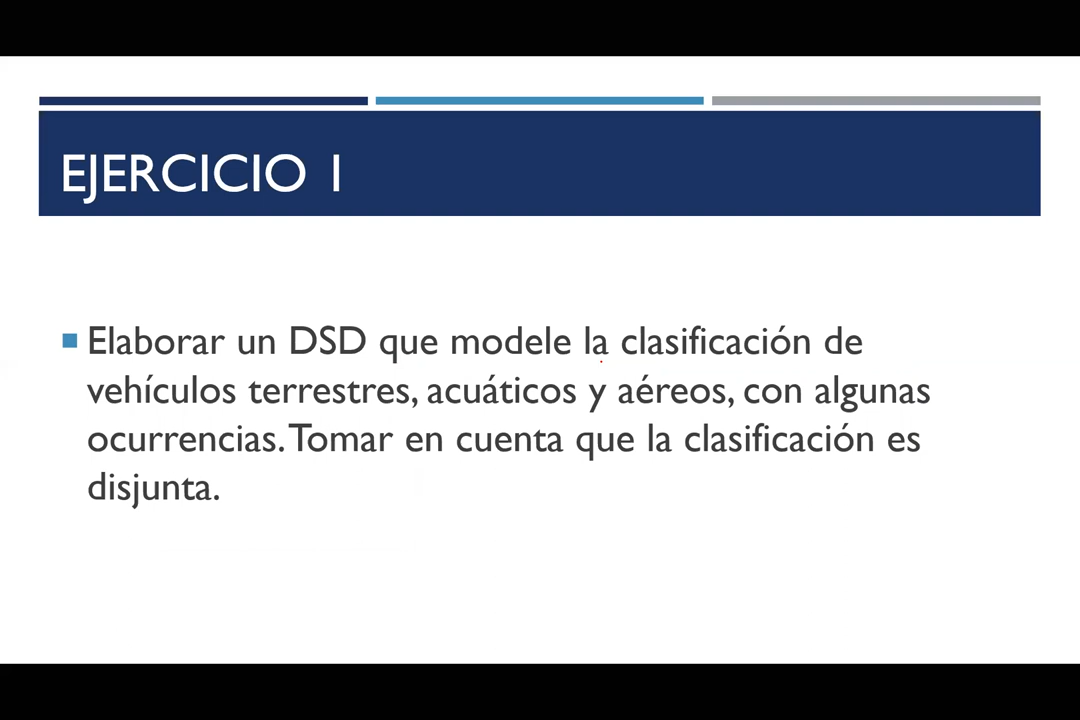 EJERCICIO 1
Elaborar un DSD que modele la clasificación de
vehículos terrestres, acuáticos y aéreos, con algunas
ocurrencias. Tomar en cuenta que la clasificación es
disjunta.